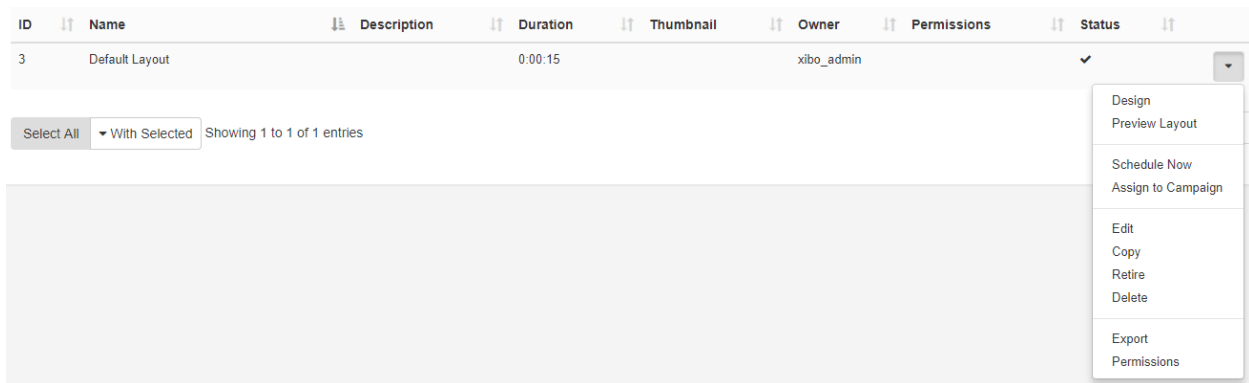 ID Name Description Duration Thumbnail Owner Permissions Status
3 Default Layout 0:00:15 xibo_admin
Select All With Selected Showing 1 to 1 of 1 entries
Design
Preview Layout
Schedule Now
Assign to Campaign
Edit
Copy
Retire
Delete
Export
Permissions